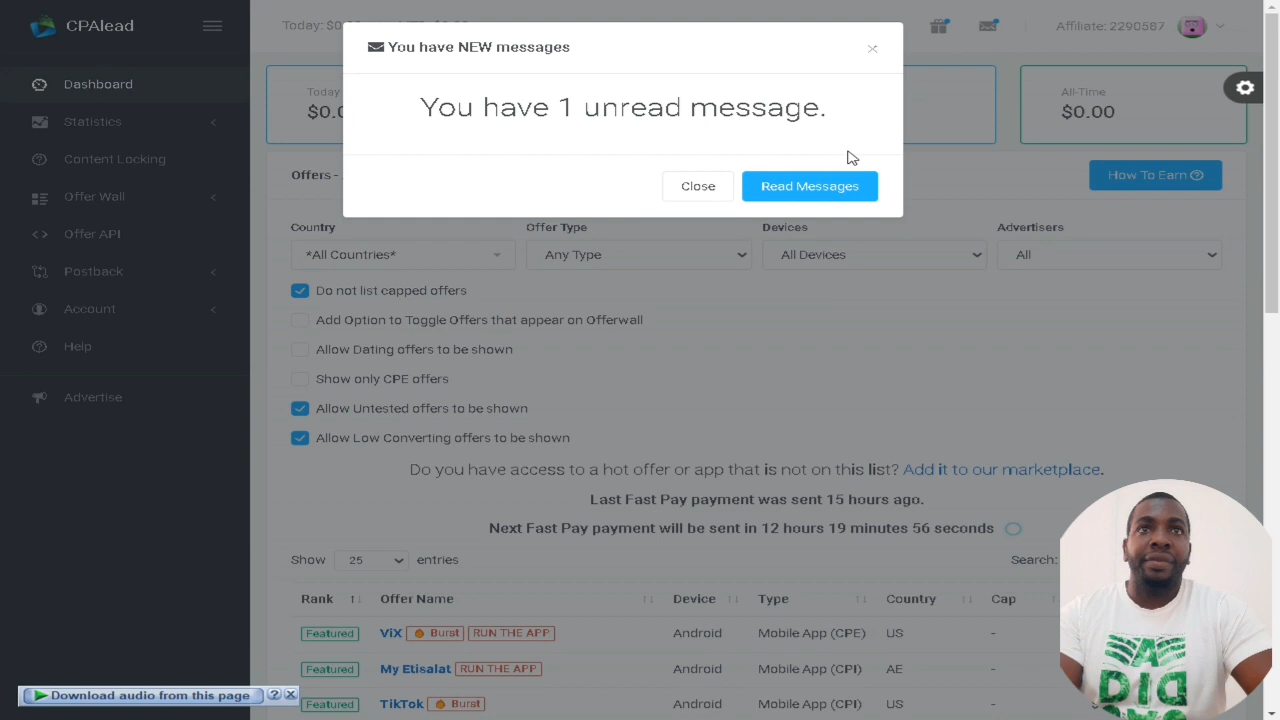 CPAlead
Today: $0.
Affiliate: 2290587
You have NEW messages
×
You have 1 unread message.
Close
Read Messages
Dashboard
Statistics
Content Locking
Offer Wall
Offer API
Postback
Account
Help
Advertise
Today
$0.0
All-Time
$0.00
Offers -
How To Earn
Country
Offer Type
Devices
Advertisers
*All Countries*
Any Type
All Devices
All
Do not list capped offers
Add Option to Toggle Offers that appear on Offerwall
Allow Dating offers to be shown
Show only CPE offers
Allow Untested offers to be shown
Allow Low Converting offers to be shown
Do you have access to a hot offer or app that is not on this list? Add it to our marketplace.
Last Fast Pay payment was sent 15 hours ago.
Next Fast Pay payment will be sent in 12 hours 19 minutes 56 seconds
Show 25 entries
Search:
Rank Offer Name Device Type Country Cap
Featured ViX Burst RUN THE APP Android Mobile App (CPE) US -
Featured My Etisalat RUN THE APP Android Mobile App (CPI) AE -
Featured TikTok Burst Android Mobile App (CPI) US -
Download audio from this page ? ×